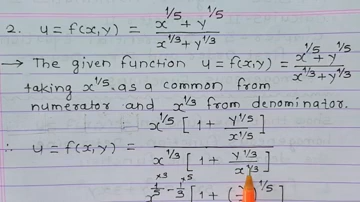 2. u = f(x,y) = x^1/5 + y^1/5 / x^1/3 + y^1/3
→ The given function u = f(x,y) = x^1/5 + y^1/5 / x^1/3 + y^1/3
taking x^1/5 as a common from
numerator and x^1/3 from denominator.
∴ u = f(x,y) = x^1/5 [ 1 + y^1/5 / x^1/5 ] / x^1/3 [ 1 + y^1/3 / x^1/3 ]